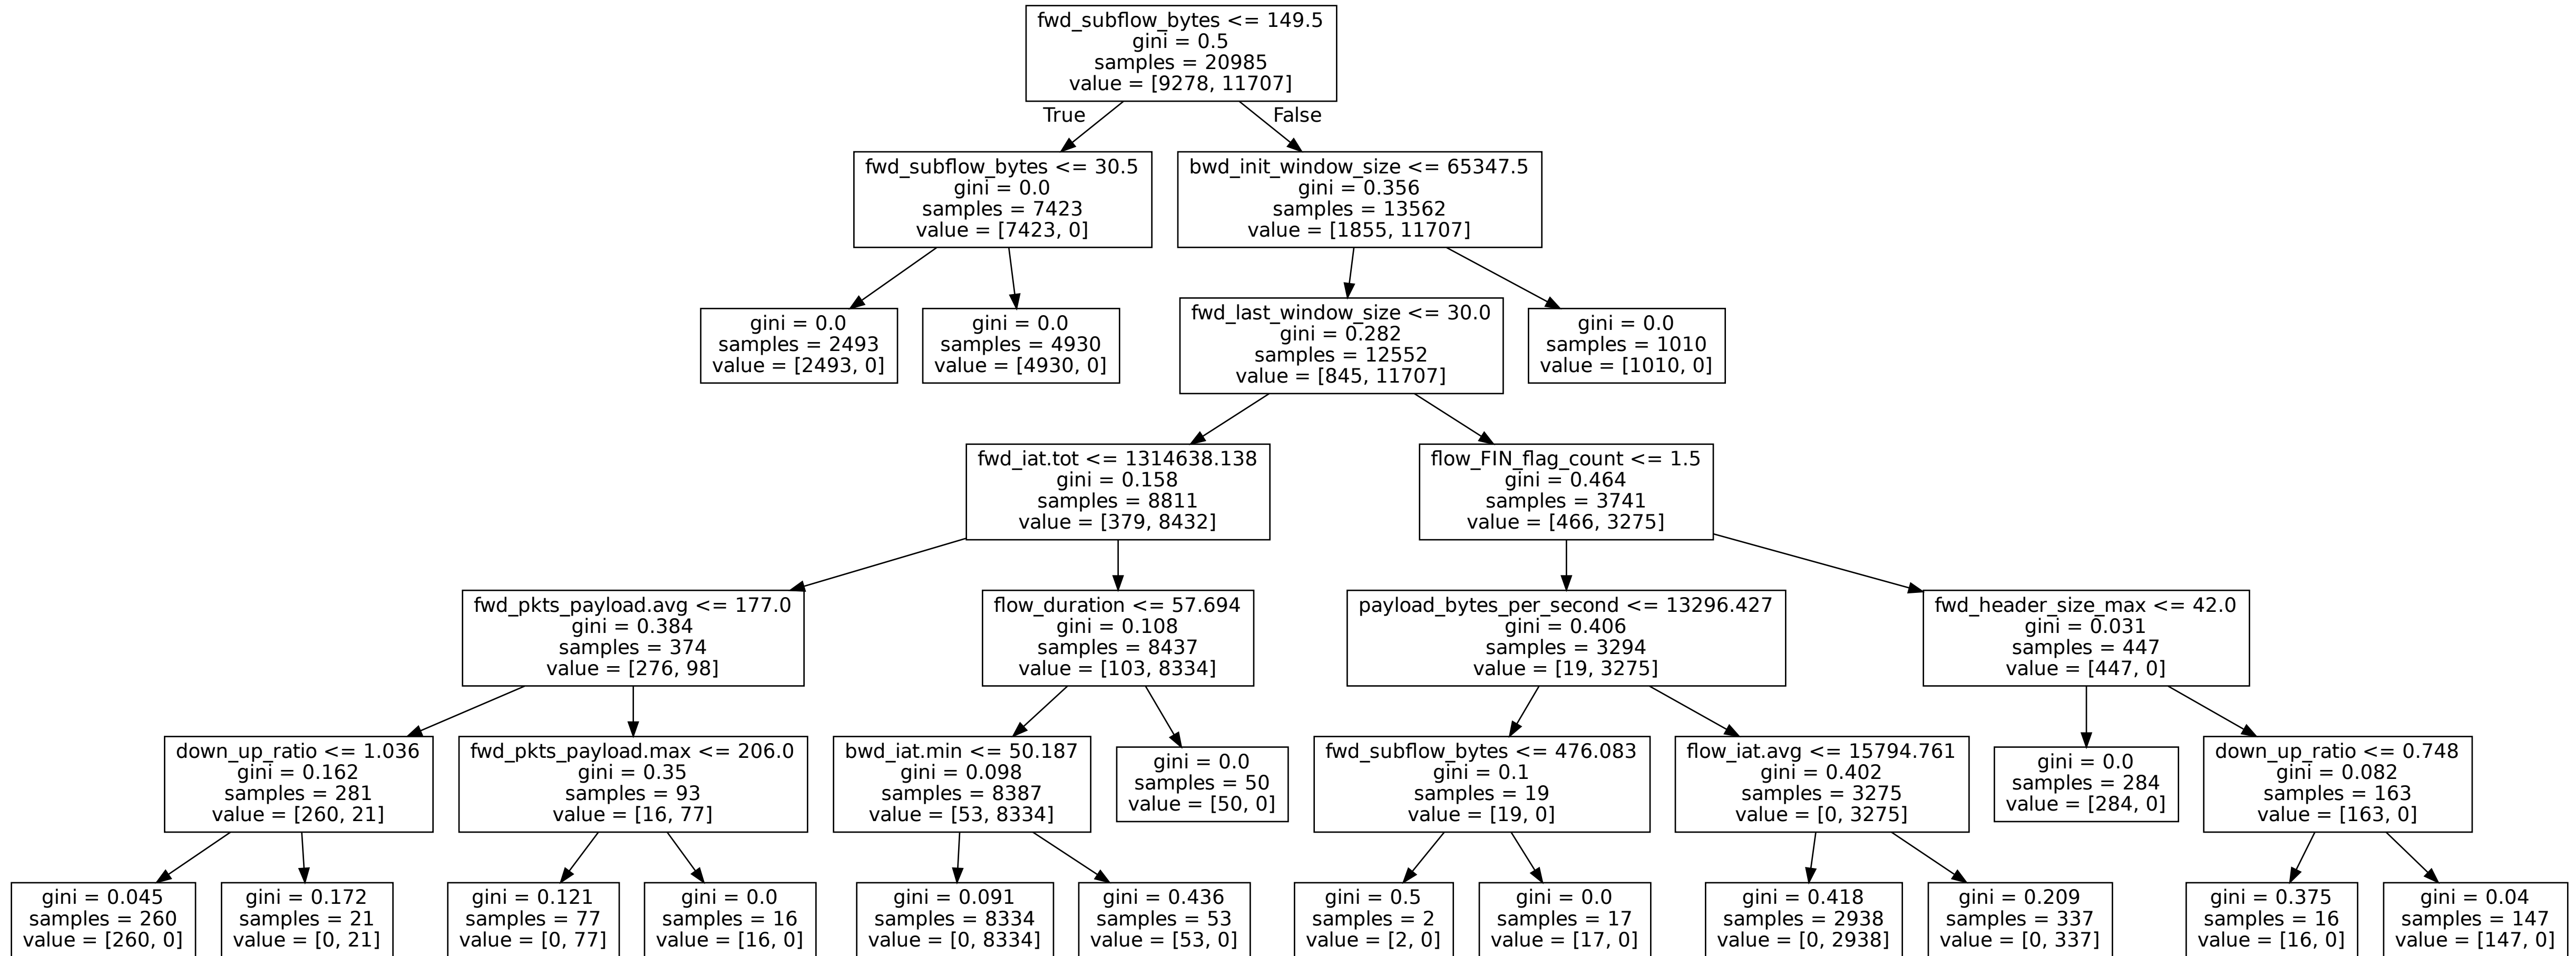 fwd_subflow_bytes <= 149.5
gini = 0.5
samples = 20985
value = [9278, 11707]
True
False
fwd_subflow_bytes <= 30.5
gini = 0.0
samples = 7423
value = [7423, 0]
bwd_init_window_size <= 65347.5
gini = 0.356
samples = 13562
value = [1855, 11707]
gini = 0.0
samples = 2493
value = [2493, 0]
gini = 0.0
samples = 4930
value = [4930, 0]
fwd_last_window_size <= 30.0
gini = 0.282
samples = 12552
value = [845, 11707]
gini = 0.0
samples = 1010
value = [1010, 0]
fwd_iat.tot <= 1314638.138
gini = 0.158
samples = 8811
value = [379, 8432]
flow_FIN_flag_count <= 1.5
gini = 0.464
samples = 3741
value = [466, 3275]
fwd_pkts_payload.avg <= 177.0
gini = 0.384
samples = 374
value = [276, 98]
flow_duration <= 57.694
gini = 0.108
samples = 8437
value = [103, 8334]
payload_bytes_per_second <= 13296.427
gini = 0.406
samples = 3294
value = [19, 3275]
fwd_header_size_max <= 42.0
gini = 0.031
samples = 447
value = [447, 0]
down_up_ratio <= 1.036
gini = 0.162
samples = 281
value = [260, 21]
fwd_pkts_payload.max <= 206.0
gini = 0.35
samples = 93
value = [16, 77]
bwd_iat.min <= 50.187
gini = 0.098
samples = 8387
value = [53, 8334]
gini = 0.0
samples = 50
value = [50, 0]
fwd_subflow_bytes <= 476.083
gini = 0.1
samples = 19
value = [19, 0]
flow_iat.avg <= 15794.761
gini = 0.402
samples = 3275
value = [0, 3275]
gini = 0.0
samples = 284
value = [284, 0]
down_up_ratio <= 0.748
gini = 0.082
samples = 163
value = [163, 0]
gini = 0.045
samples = 260
value = [260, 0]
gini = 0.172
samples = 21
value = [0, 21]
gini = 0.121
samples = 77
value = [0, 77]
gini = 0.0
samples = 16
value = [16, 0]
gini = 0.091
samples = 8334
value = [0, 8334]
gini = 0.436
samples = 53
value = [53, 0]
gini = 0.5
samples = 2
value = [2, 0]
gini = 0.0
samples = 17
value = [17, 0]
gini = 0.418
samples = 2938
value = [0, 2938]
gini = 0.209
samples = 337
value = [0, 337]
gini = 0.375
samples = 16
value = [16, 0]
gini = 0.04
samples = 147
value = [147, 0]